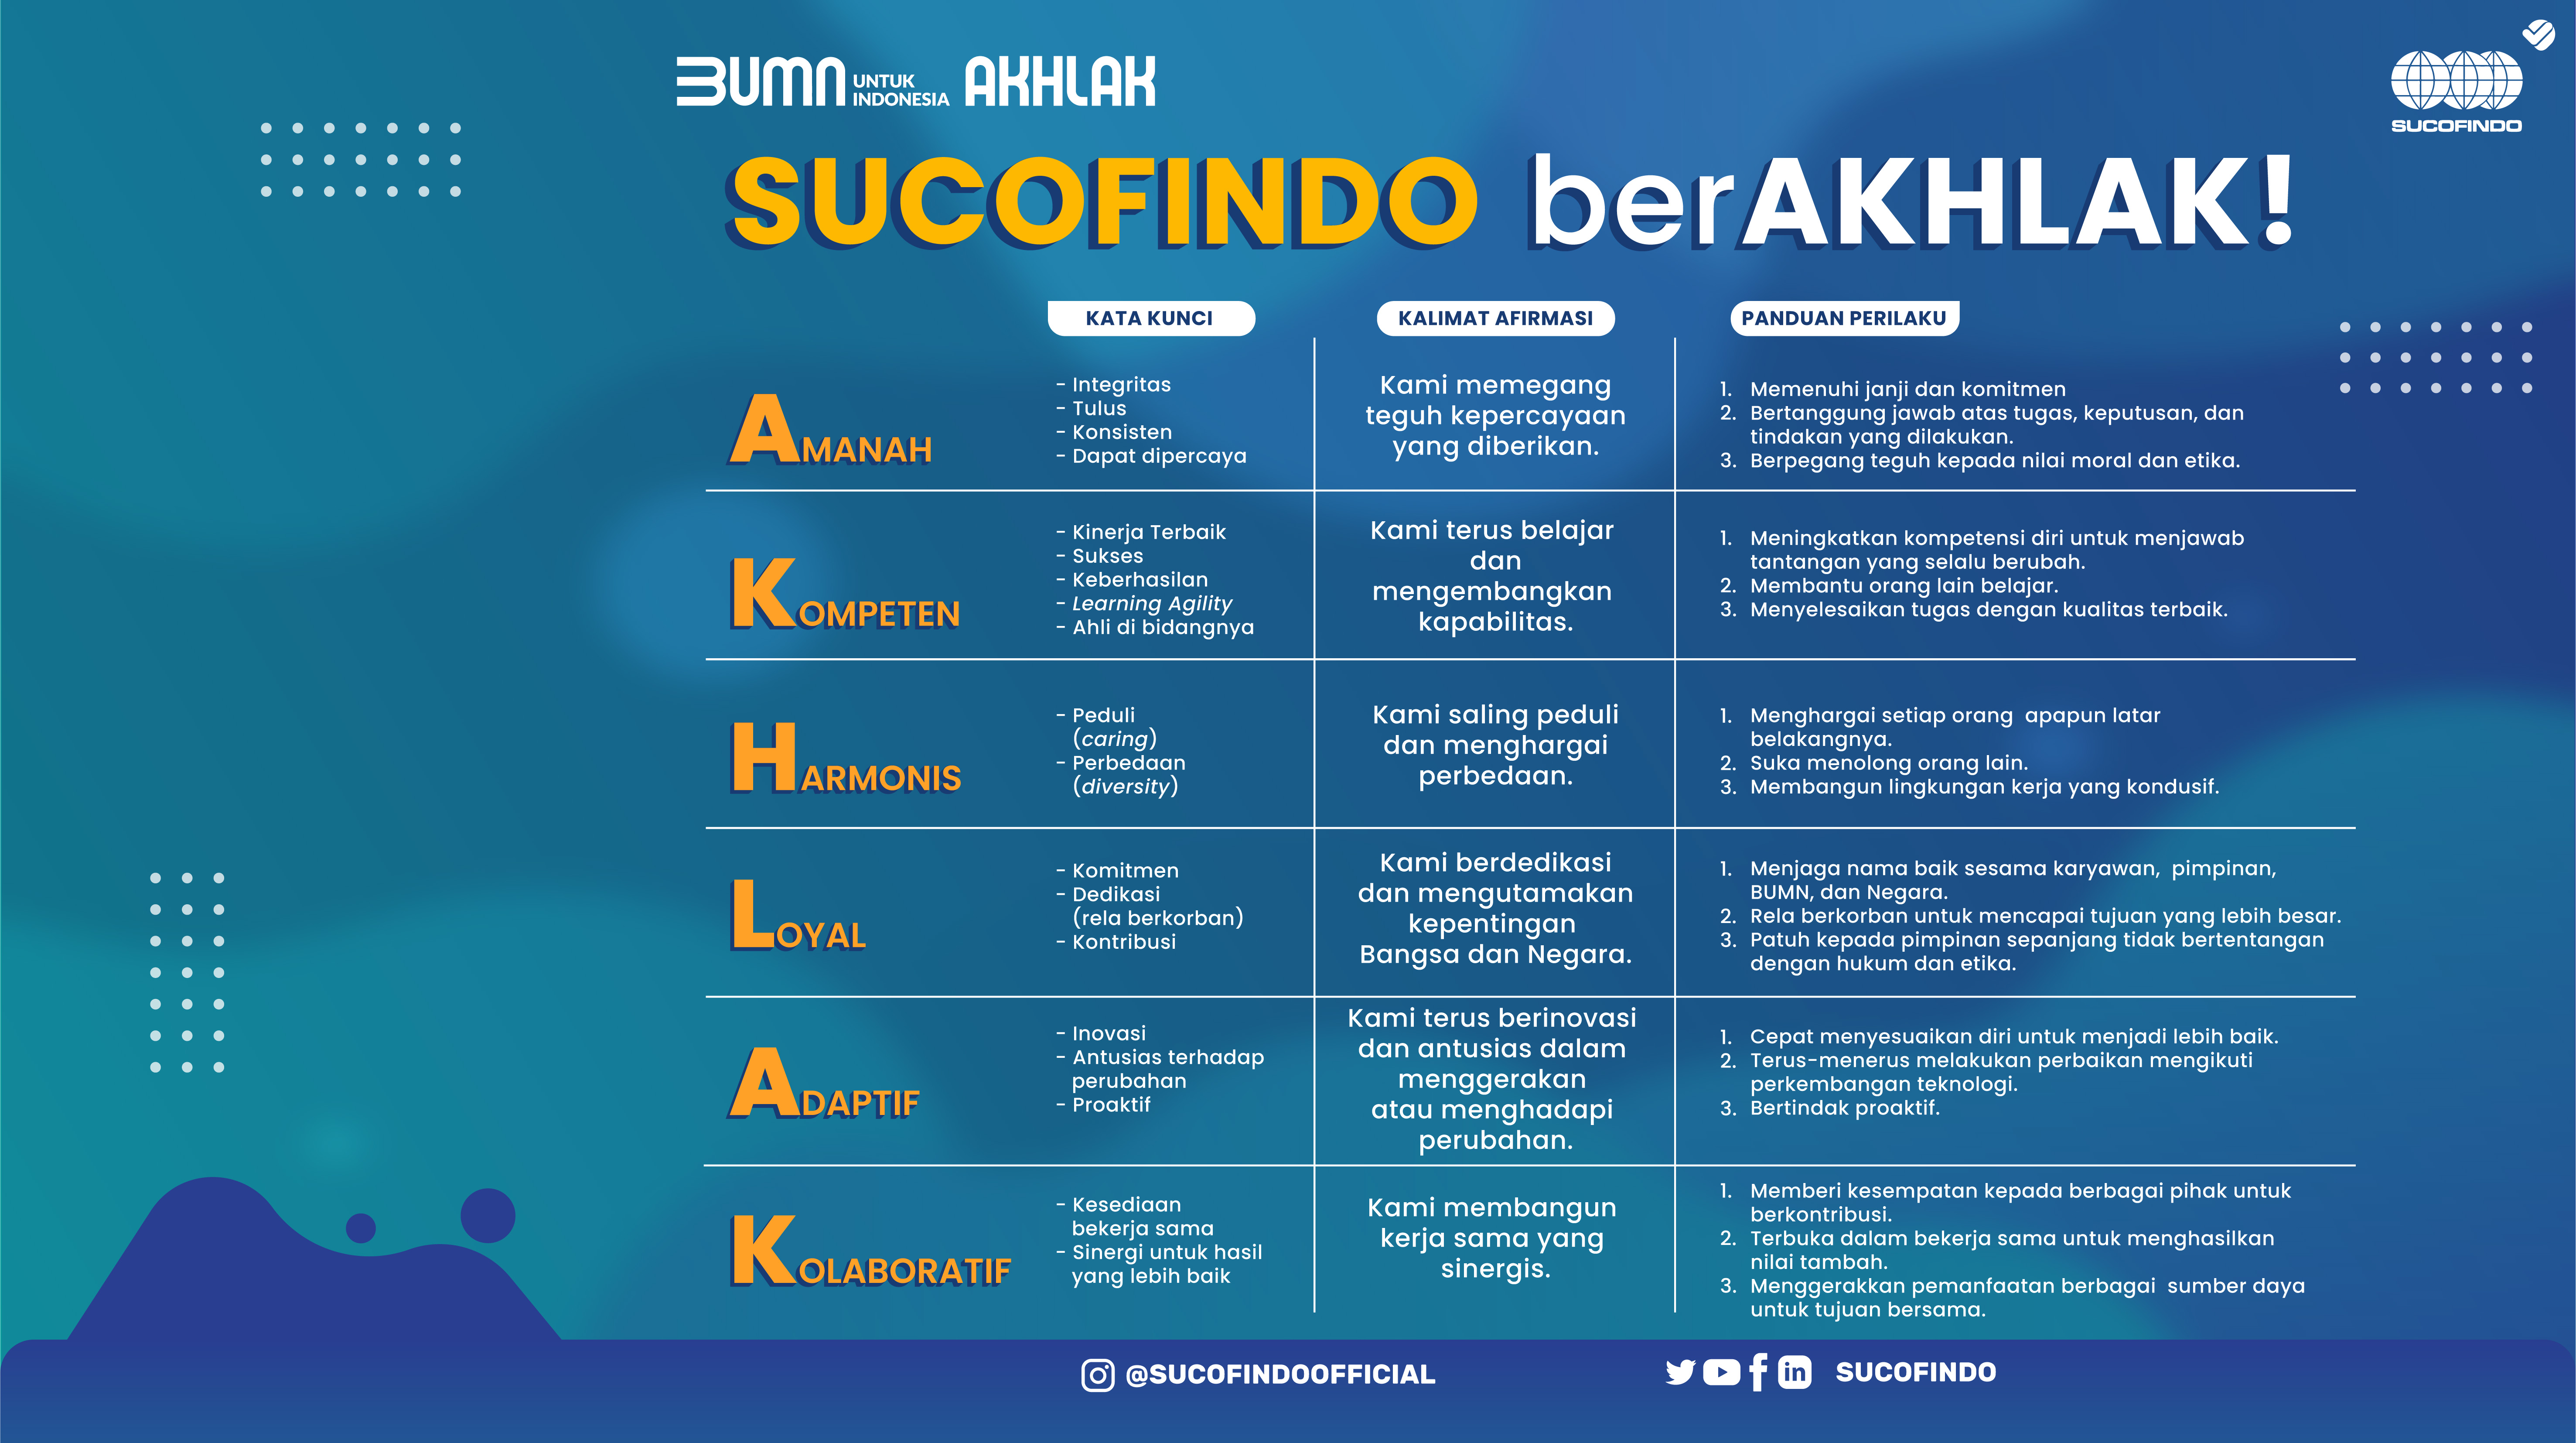 BUMN UNTUK INDONESIA AKHLAK
SUCOFINDO
SUCOFINDO berAKHLAK!
KATA KUNCI
KALIMAT AFIRMASI
PANDUAN PERILAKU
AMANAH
- Integritas
- Tulus
- Konsisten
- Dapat dipercaya
Kami memegang
teguh kepercayaan
yang diberikan.
1. Memenuhi janji dan komitmen
2. Bertanggung jawab atas tugas, keputusan, dan
tindakan yang dilakukan.
3. Berpegang teguh kepada nilai moral dan etika.
KOMPETEN
- Kinerja Terbaik
- Sukses
- Keberhasilan
- Learning Agility
- Ahli di bidangnya
Kami terus belajar
dan
mengembangkan
kapabilitas.
1. Meningkatkan kompetensi diri untuk menjawab
tantangan yang selalu berubah.
2. Membantu orang lain belajar.
3. Menyelesaikan tugas dengan kualitas terbaik.
HARMONIS
- Peduli
(caring)
- Perbedaan
(diversity)
Kami saling peduli
dan menghargai
perbedaan.
1. Menghargai setiap orang apapun latar
belakangnya.
2. Suka menolong orang lain.
3. Membangun lingkungan kerja yang kondusif.
LOYAL
- Komitmen
- Dedikasi
(rela berkorban)
- Kontribusi
Kami berdedikasi
dan mengutamakan
kepentingan
Bangsa dan Negara.
1. Menjaga nama baik sesama karyawan, pimpinan,
BUMN, dan Negara.
2. Rela berkorban untuk mencapai tujuan yang lebih besar.
3. Patuh kepada pimpinan sepanjang tidak bertentangan
dengan hukum dan etika.
ADAPTIF
- Inovasi
- Antusias terhadap
perubahan
- Proaktif
Kami terus berinovasi
dan antusias dalam
menggerakan
atau menghadapi
perubahan.
1. Cepat menyesuaikan diri untuk menjadi lebih baik.
2. Terus-menerus melakukan perbaikan mengikuti
perkembangan teknologi.
3. Bertindak proaktif.
KOLABORATIF
- Kesediaan
bekerja sama
- Sinergi untuk hasil
yang lebih baik
Kami membangun
kerja sama yang
sinergis.
1. Memberi kesempatan kepada berbagai pihak untuk
berkontribusi.
2. Terbuka dalam bekerja sama untuk menghasilkan
nilai tambah.
3. Menggerakkan pemanfaatan berbagai sumber daya
untuk tujuan bersama.
@SUCOFINDOOFFICIAL
SUCOFINDO